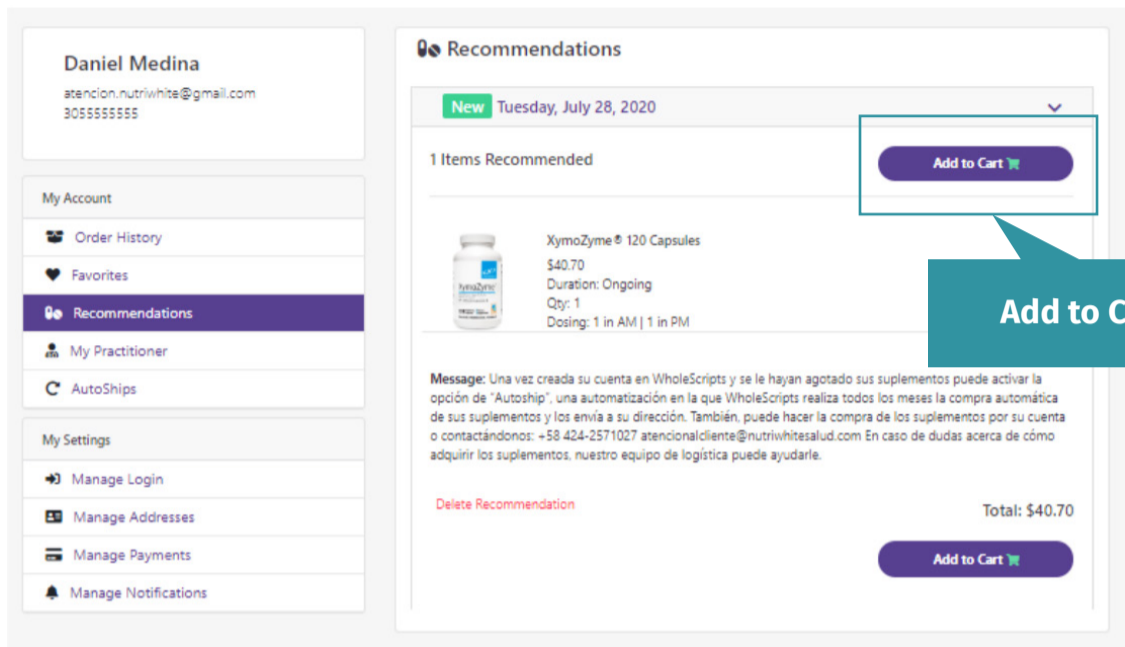 Daniel Medina
atencion.nutriwhite@gmail.com
3055555555
My Account
Order History
Favorites
Recommendations
My Practitioner
AutoShips
My Settings
Manage Login
Manage Addresses
Manage Payments
Manage Notifications
Recommendations
New Tuesday, July 28, 2020
1 Items Recommended
Add to Cart
Add to C
XymoZyme® 120 Capsules
$40.70
Duration: Ongoing
Qty: 1
Dosing: 1 in AM | 1 in PM
XymoZyme
Message: Una vez creada su cuenta en WholeScripts y se le hayan agotado sus suplementos puede activar la
opción de "Autoship", una automatización en la que WholeScripts realiza todos los meses la compra automática
de sus suplementos y los envía a su dirección. También, puede hacer la compra de los suplementos por su cuenta
o contactándonos: +58 424-2571027 atencionalcliente@nutriwhitesalud.com En caso de dudas acerca de cómo
adquirir los suplementos, nuestro equipo de logística puede ayudarle.
Delete Recommendation
Total: $40.70
Add to Cart